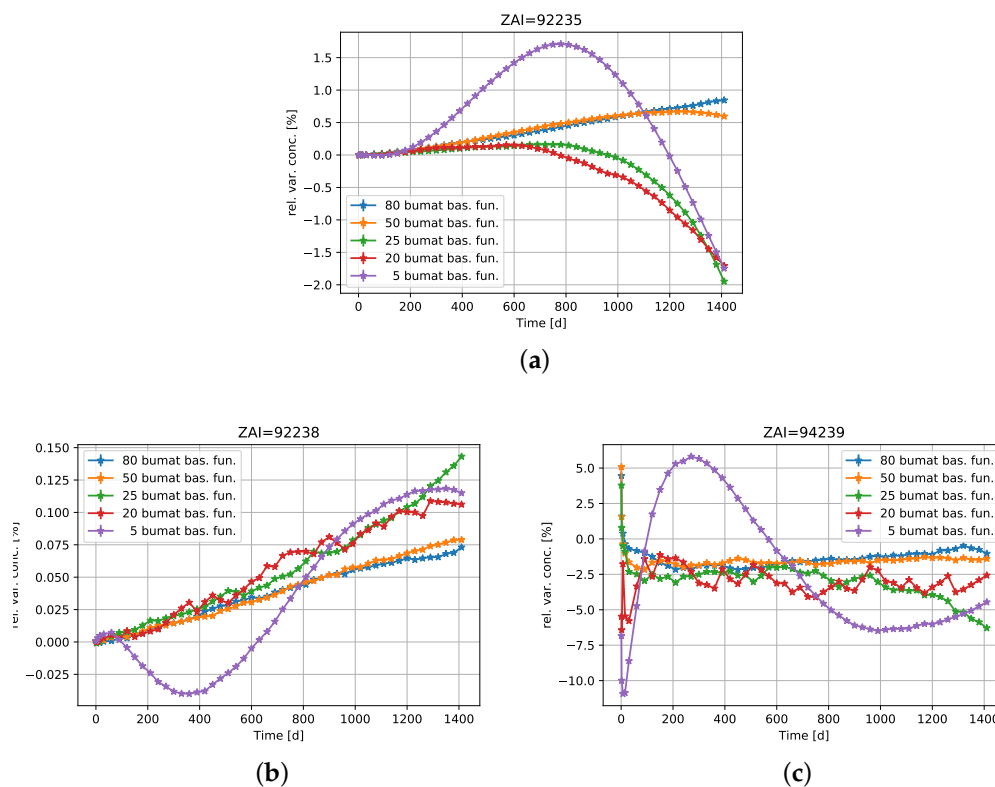 ZAI=92235
rel. var. conc. [%]
1.5
1.0
0.5
0.0
−0.5
−1.0
−1.5
−2.0
80 bumat bas. fun.
50 bumat bas. fun.
25 bumat bas. fun.
20 bumat bas. fun.
5 bumat bas. fun.
0 200 400 600 800 1000 1200 1400
Time [d]
(a)
ZAI=92238
rel. var. conc. [%]
0.150
0.125
0.100
0.075
0.050
0.025
0.000
−0.025
80 bumat bas. fun.
50 bumat bas. fun.
25 bumat bas. fun.
20 bumat bas. fun.
5 bumat bas. fun.
0 200 400 600 800 1000 1200 1400
Time [d]
(b)
ZAI=94239
rel. var. conc. [%]
5.0
2.5
0.0
−2.5
−5.0
−7.5
−10.0
80 bumat bas. fun.
50 bumat bas. fun.
25 bumat bas. fun.
20 bumat bas. fun.
5 bumat bas. fun.
0 200 400 600 800 1000 1200 1400
Time [d]
(c)